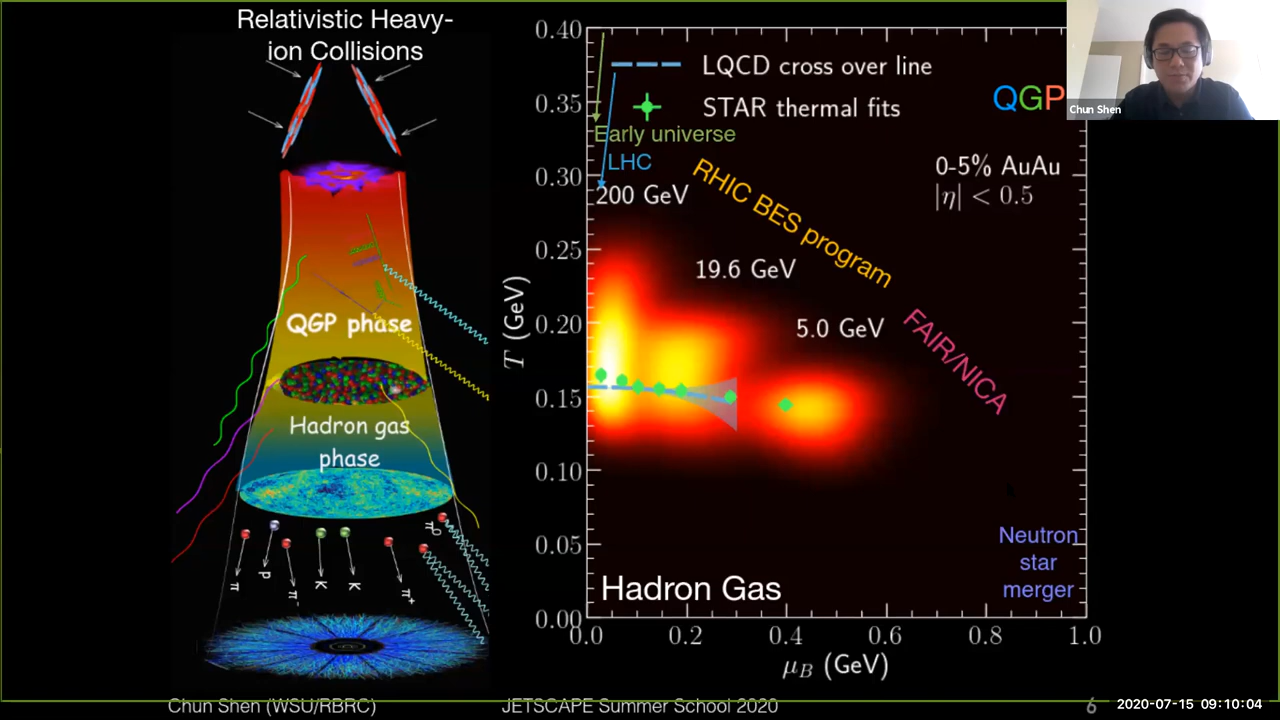 Relativistic Heavy-
ion Collisions
QGP phase
Hadron gas
phase
π
p
π-
K
K
π+
π0
0.40
0.35
0.30
0.25
0.20
0.15
0.10
0.05
0.00
T (GeV)
LQCD cross over line
STAR thermal fits
QGP
Early universe
LHC
200 GeV
RHIC BES program
0-5% AuAu
|η| < 0.5
19.6 GeV
5.0 GeV
FAIR/NICA
Neutron
star
merger
Hadron Gas
0.0 0.2 0.4 0.6 0.8 1.0
μB (GeV)
Chun Shen
Chun Shen (WSU/RBRC) JETSCAPE Summer School 2020 6 2020-07-15 09:10:04